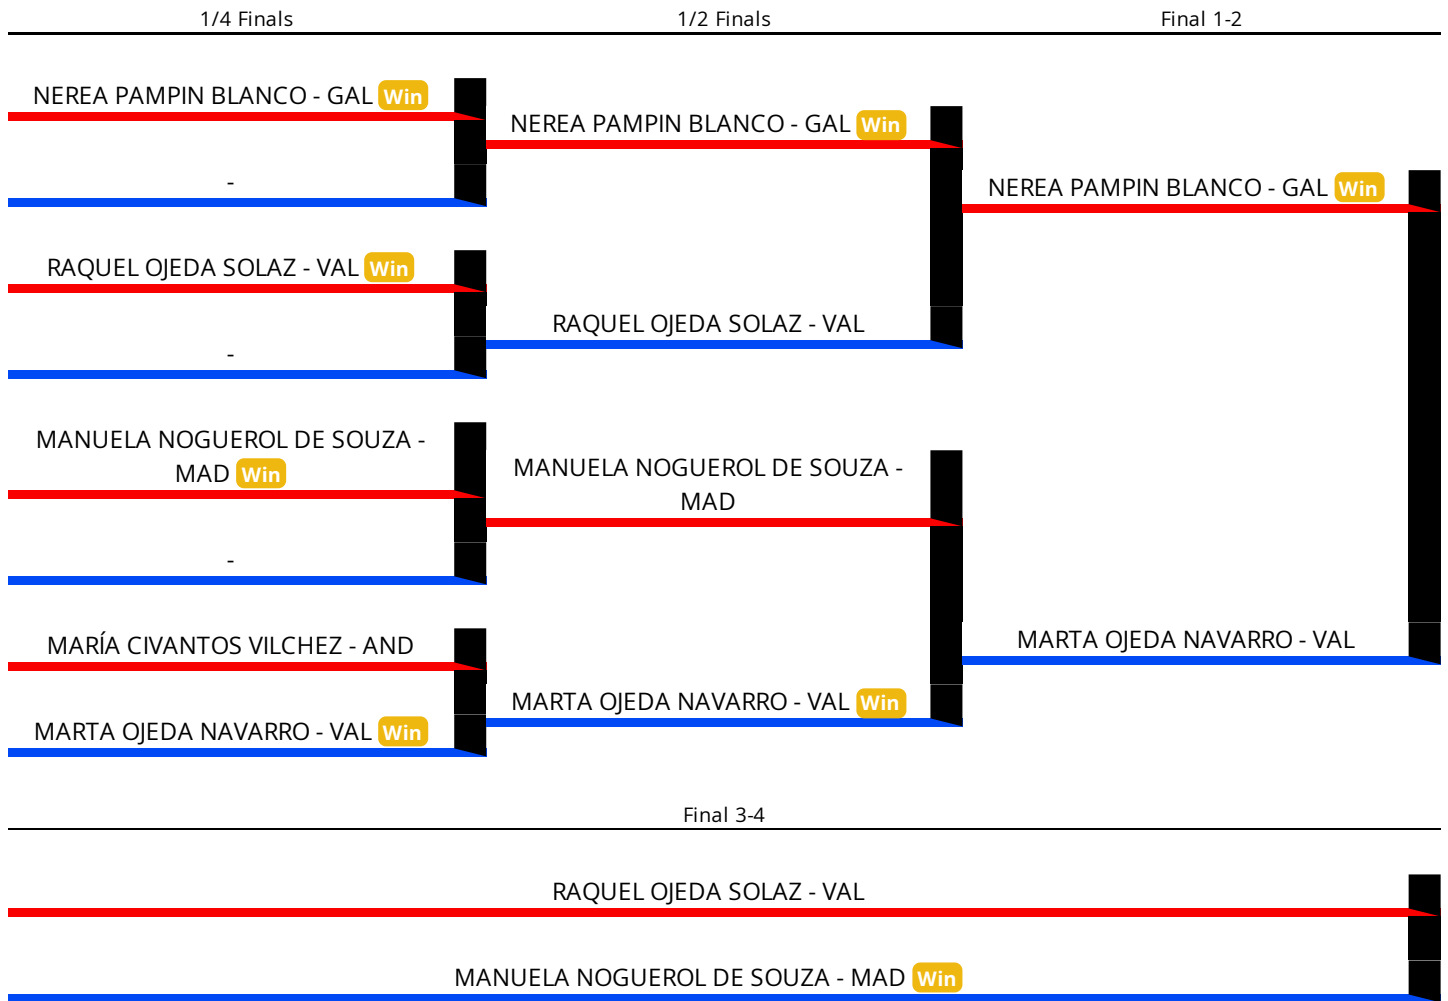 1/4 Finals
1/2 Finals
Final 1-2
NEREA PAMPIN BLANCO - GAL Win
-
RAQUEL OJEDA SOLAZ - VAL Win
-
MANUELA NOGUEROL DE SOUZA -
MAD Win
-
MARÍA CIVANTOS VILCHEZ - AND
MARTA OJEDA NAVARRO - VAL Win
NEREA PAMPIN BLANCO - GAL Win
RAQUEL OJEDA SOLAZ - VAL
MANUELA NOGUEROL DE SOUZA -
MAD
MARTA OJEDA NAVARRO - VAL Win
NEREA PAMPIN BLANCO - GAL Win
MARTA OJEDA NAVARRO - VAL
Final 3-4
RAQUEL OJEDA SOLAZ - VAL
MANUELA NOGUEROL DE SOUZA - MAD Win